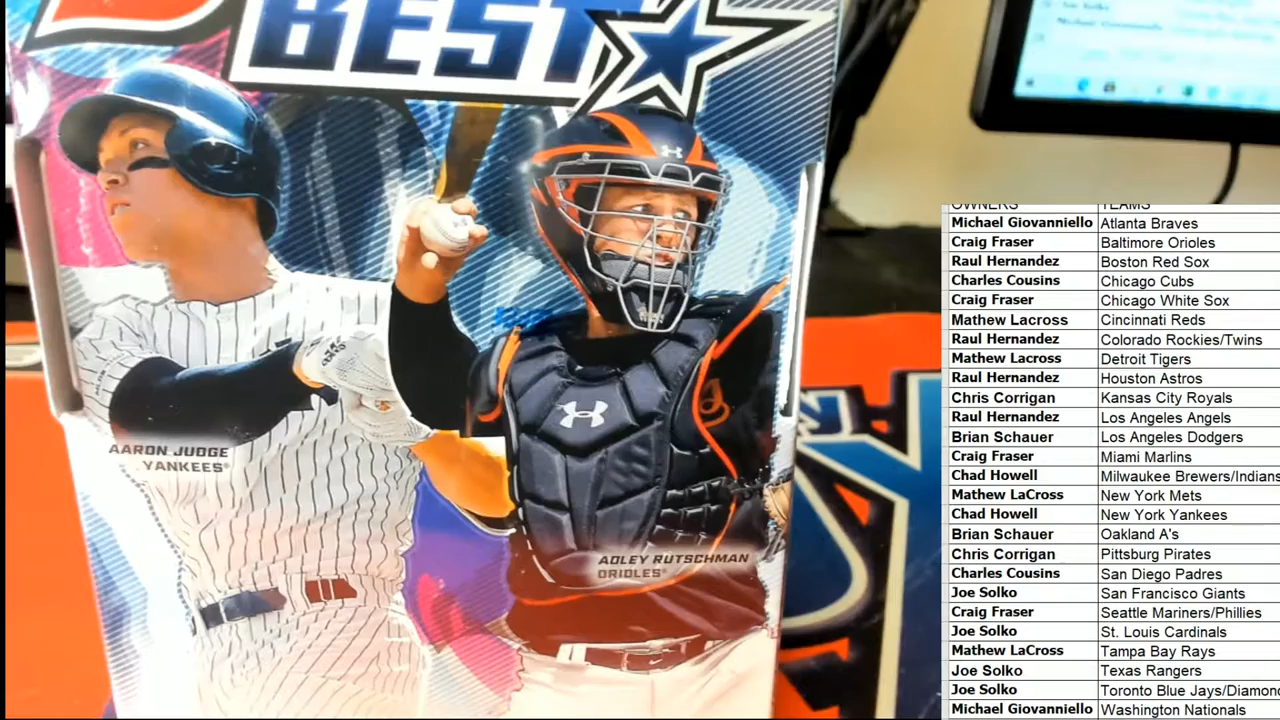 BEST
AARON JUDGE
YANKEES®
ADLEY RUTSCHMAN
ORIOLES®
OWNERS TEAMS
Michael Giovanniello Atlanta Braves
Craig Fraser Baltimore Orioles
Raul Hernandez Boston Red Sox
Charles Cousins Chicago Cubs
Craig Fraser Chicago White Sox
Mathew Lacross Cincinnati Reds
Raul Hernandez Colorado Rockies/Twins
Mathew Lacross Detroit Tigers
Raul Hernandez Houston Astros
Chris Corrigan Kansas City Royals
Raul Hernandez Los Angeles Angels
Brian Schauer Los Angeles Dodgers
Craig Fraser Miami Marlins
Chad Howell Milwaukee Brewers/Indians
Mathew LaCross New York Mets
Chad Howell New York Yankees
Brian Schauer Oakland A's
Chris Corrigan Pittsburg Pirates
Charles Cousins San Diego Padres
Joe Solko San Francisco Giants
Craig Fraser Seattle Mariners/Phillies
Joe Solko St. Louis Cardinals
Mathew LaCross Tampa Bay Rays
Joe Solko Texas Rangers
Joe Solko Toronto Blue Jays/Diamond
Michael Giovanniello Washington Nationals